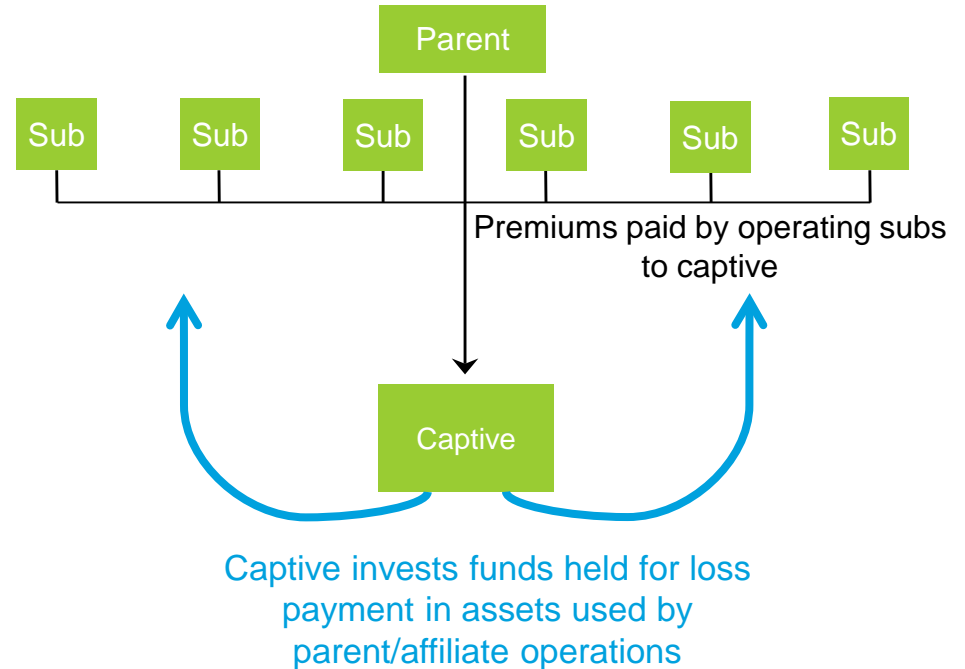 Parent
Sub
Sub
Sub
Sub
Sub
Sub
Premiums paid by operating subs
to captive
Captive
Captive invests funds held for loss
payment in assets used by
parent/affiliate operations